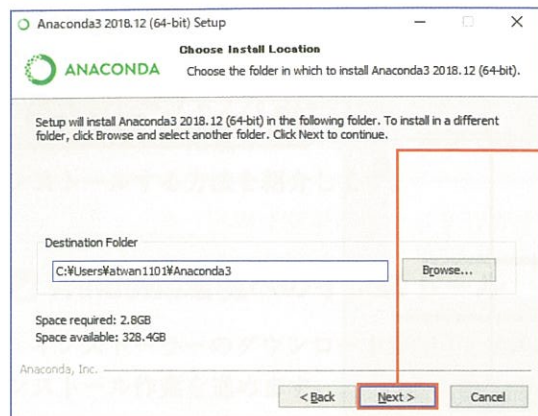 Anaconda3 2018.12 (64-bit) Setup
ANACONDA
Choose Install Location
Choose the folder in which to install Anaconda3 2018.12 (64-bit).
Setup will install Anaconda3 2018.12 (64-bit) in the following folder. To install in a different
folder, click Browse and select another folder. Click Next to continue.
Destination Folder
C:¥Users¥atwan1101¥Anaconda3
Browse...
Space required: 2.8GB
Space available: 328.4GB
Anaconda, Inc.
< Back
Next >
Cancel